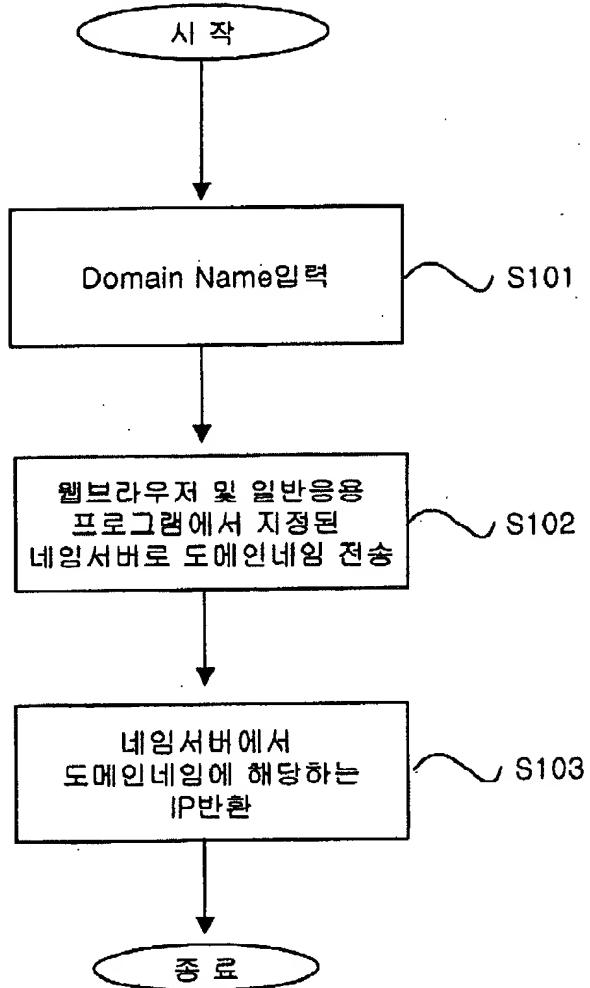 시 작
Domain Name입력
S101
웹브라우저 및 일반응용
프로그램에서 지정된
네임서버로 도메인네임 전송
S102
네임서버에서
도메인네임에 해당하는
IP반환
S103
종 료